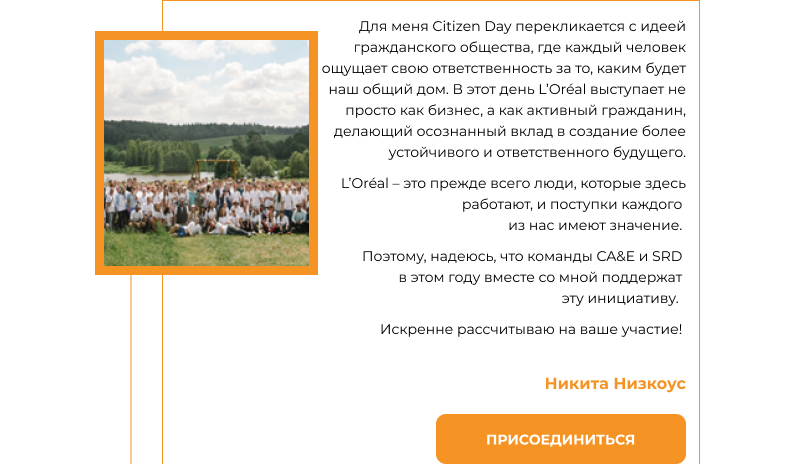 Для меня Citizen Day перекликается с идеей
гражданского общества, где каждый человек
ощущает свою ответственность за то, каким будет
наш общий дом. В этот день L’Oréal выступает не
просто как бизнес, а как активный гражданин,
делающий осознанный вклад в создание более
устойчивого и ответственного будущего.
L’Oréal – это прежде всего люди, которые здесь
работают, и поступки каждого
из нас имеют значение.
Поэтому, надеюсь, что команды CA&E и SRD
в этом году вместе со мной поддержат
эту инициативу.
Искренне рассчитываю на ваше участие!
Никита Низкоус
ПРИСОЕДИНИТЬСЯ